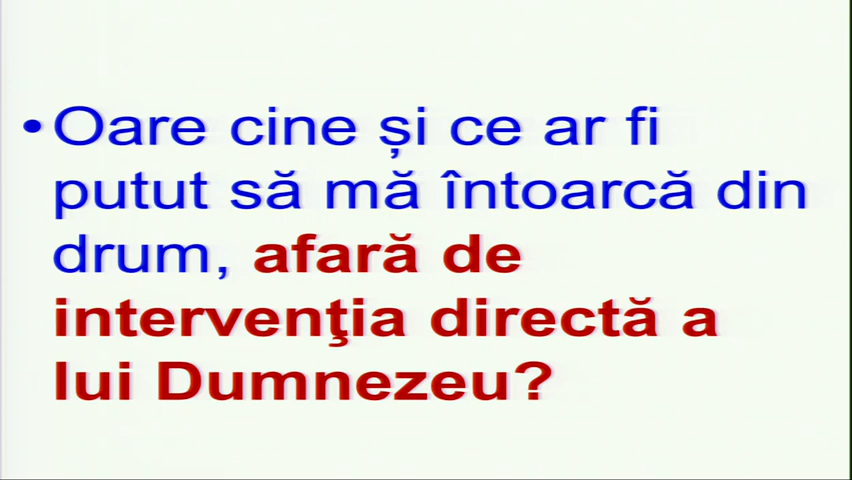 •Oare cine și ce ar fi
putut să mă întoarcă din
drum, afară de
intervenţia directă a
lui Dumnezeu?